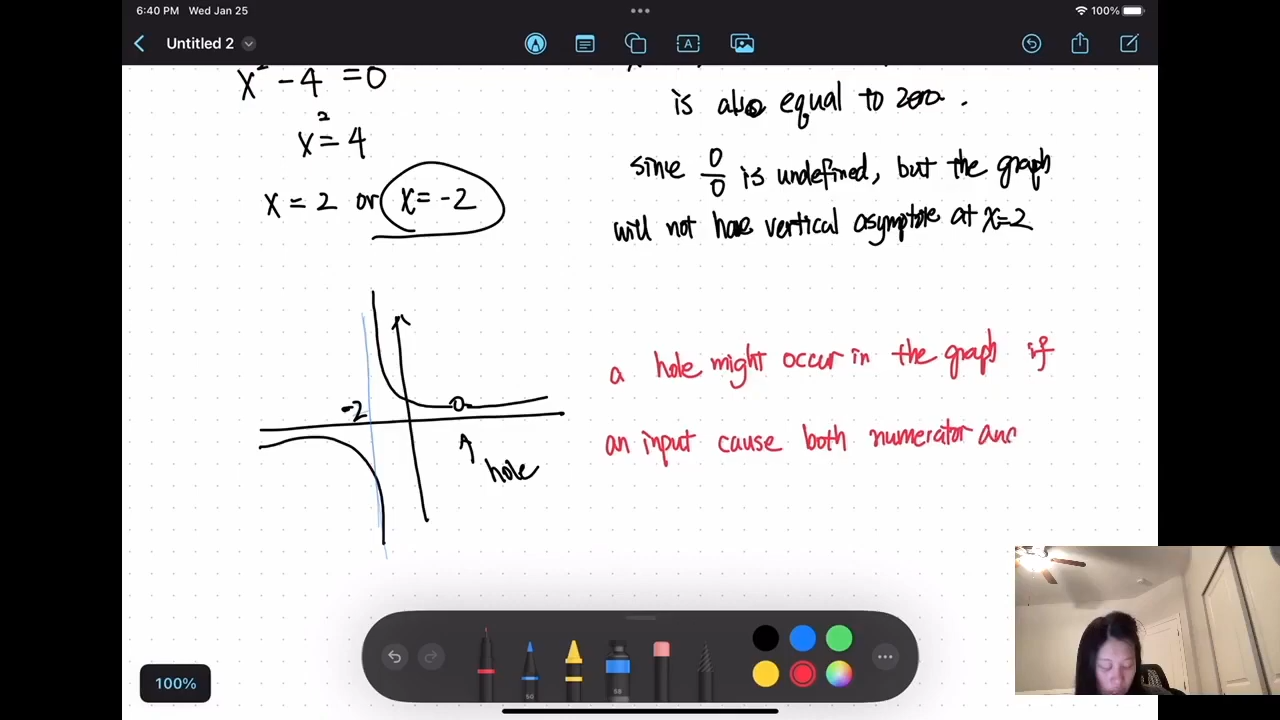 6:40 PM Wed Jan 25
100%
Untitled 2
x² - 4 = 0
x² = 4
x = 2 or x = -2
is also equal to zero.
since 0/0 is undefined, but the graph
will not have vertical asymptote at x=2
-2
hole
a hole might occur in the graph if
an input cause both numerator and
50
58
100%